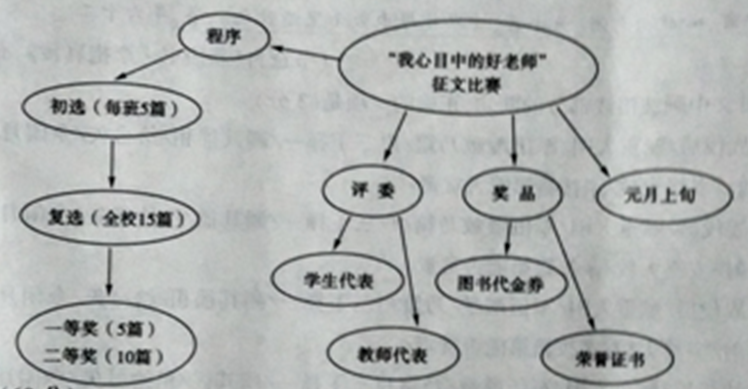 程序
“我心目中的好老师”
征文比赛
初选（每班5篇）
评委
奖品
元月上旬
复选（全校15篇）
学生代表
图书代金券
一等奖（5篇）
二等奖（10篇）
教师代表
荣誉证书